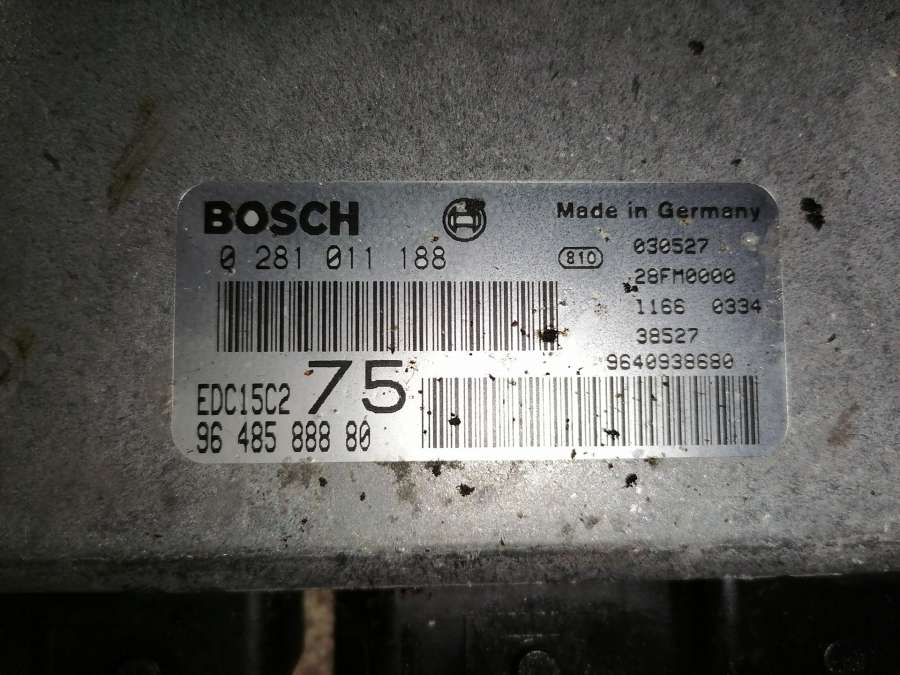 BOSCH
Made in Germany
0 281 011 188
810
030527
28FM0000
1166 0334
38527
9640938680
EDC15C2 75
96 485 888 80